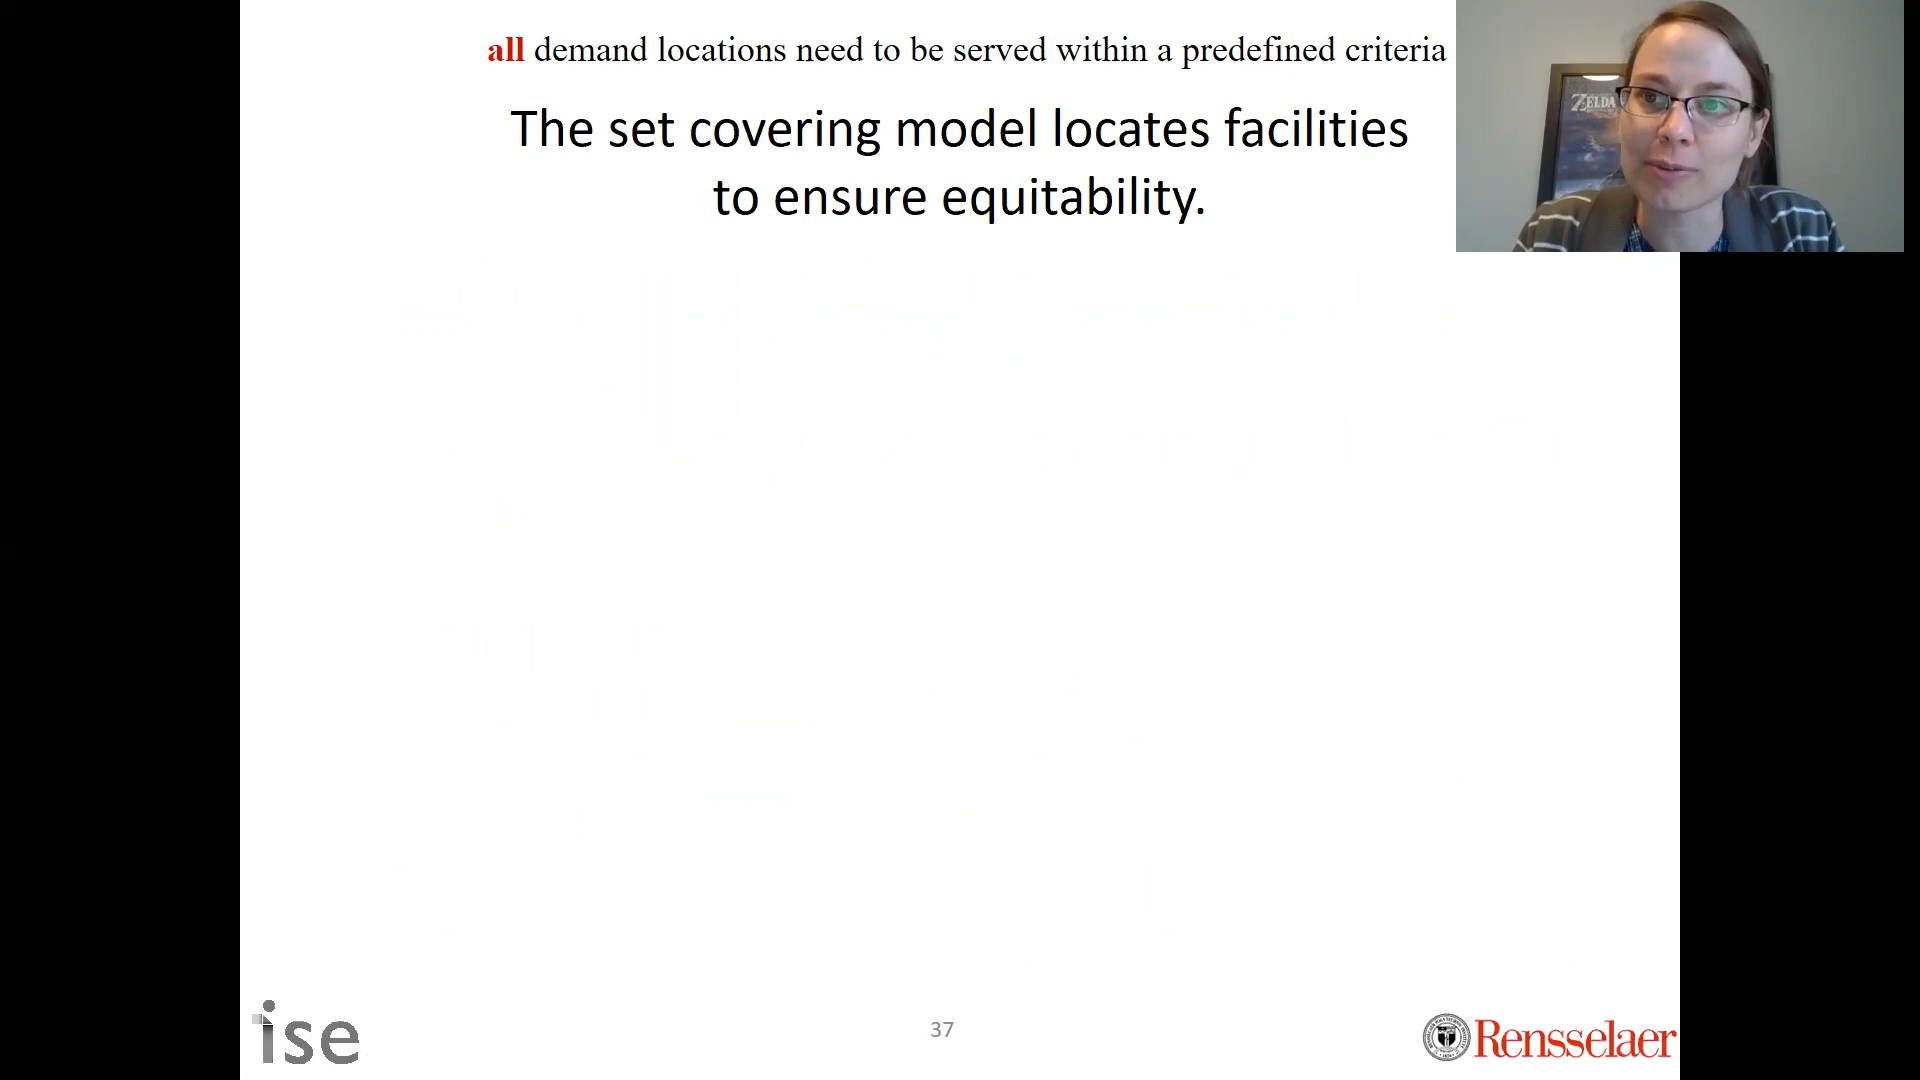 all demand locations need to be served within a predefined criteria
The set covering model locates facilities
to ensure equitability.
ZELDA
ise
37
Rensselaer